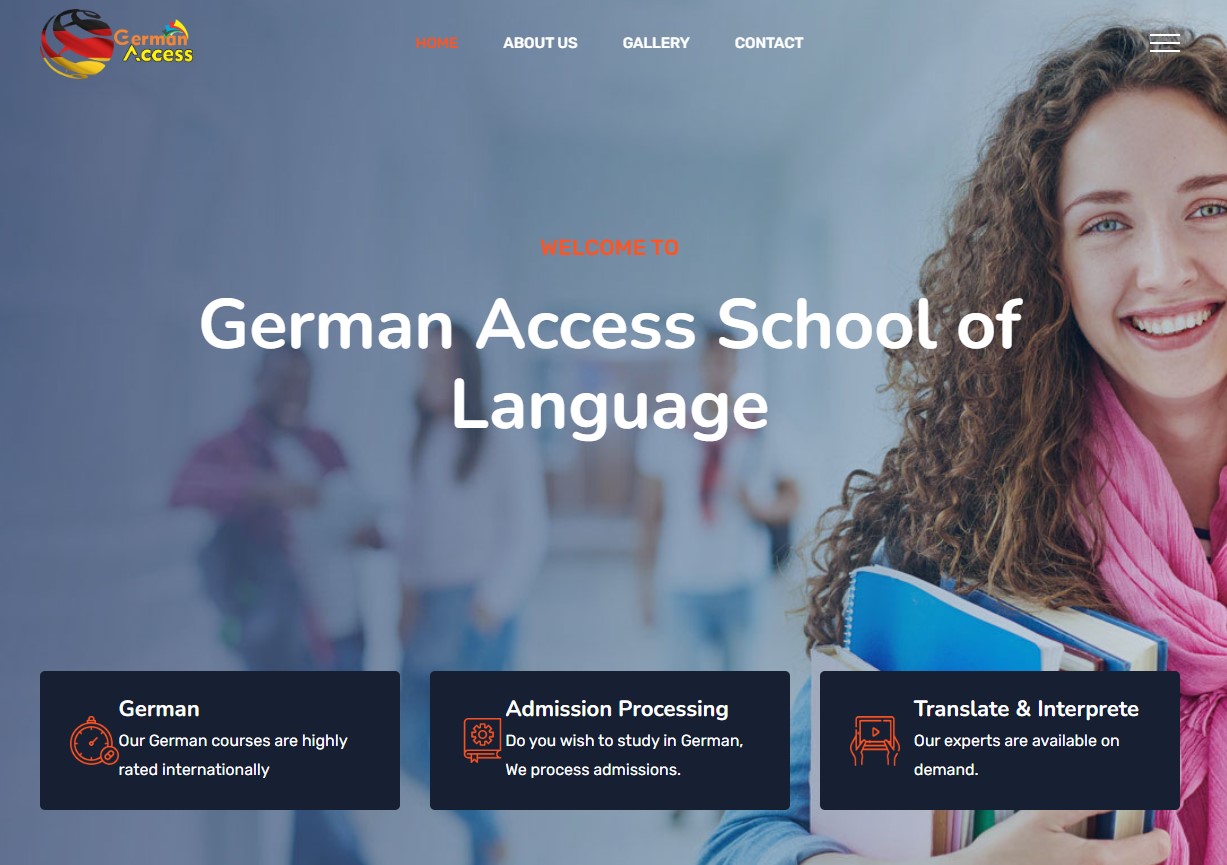 German
Access
HOME ABOUT US GALLERY CONTACT
WELCOME TO
German Access School of
Language
German
Our German courses are highly
rated internationally
Admission Processing
Do you wish to study in German,
We process admissions.
Translate & Interprete
Our experts are available on
demand.